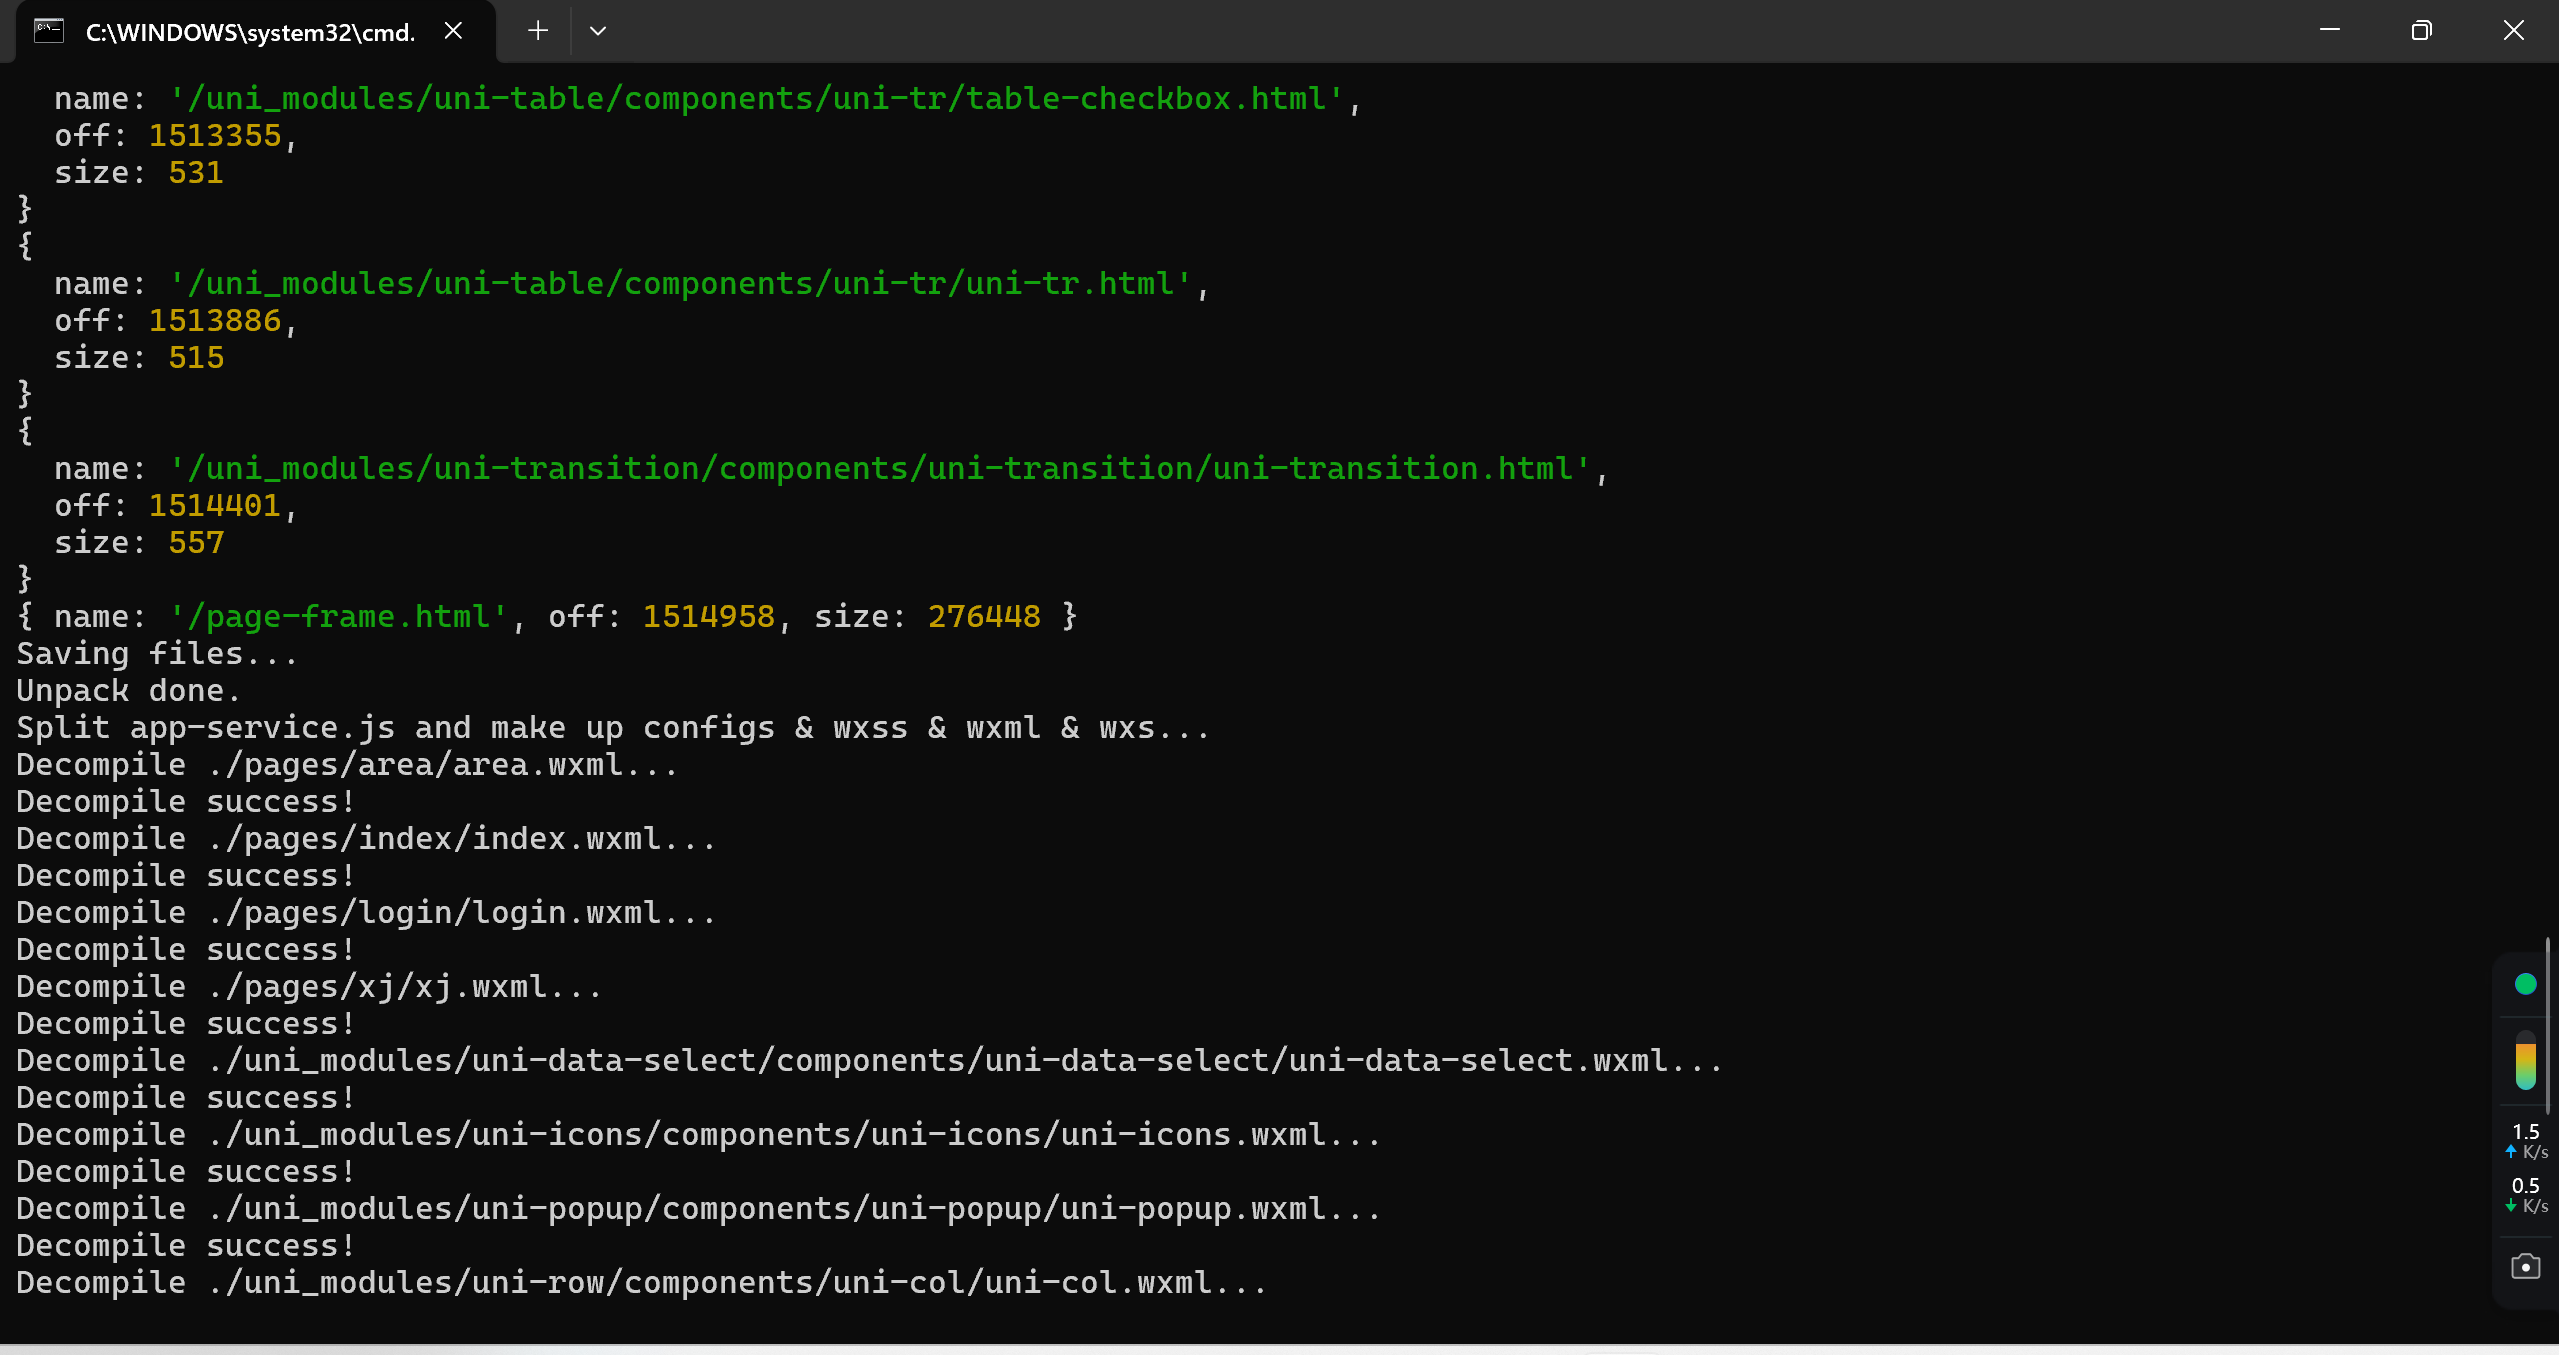 C:\WINDOWS\system32\cmd.
  name: '/uni_modules/uni-table/components/uni-tr/table-checkbox.html',
  off: 1513355,
  size: 531
}
{
  name: '/uni_modules/uni-table/components/uni-tr/uni-tr.html',
  off: 1513886,
  size: 515
}
{
  name: '/uni_modules/uni-transition/components/uni-transition/uni-transition.html',
  off: 1514401,
  size: 557
}
{ name: '/page-frame.html', off: 1514958, size: 276448 }
Saving files...
Unpack done.
Split app-service.js and make up configs & wxss & wxml & wxs...
Decompile ./pages/area/area.wxml...
Decompile success!
Decompile ./pages/index/index.wxml...
Decompile success!
Decompile ./pages/login/login.wxml...
Decompile success!
Decompile ./pages/xj/xj.wxml...
Decompile success!
Decompile ./uni_modules/uni-data-select/components/uni-data-select/uni-data-select.wxml...
Decompile success!
Decompile ./uni_modules/uni-icons/components/uni-icons/uni-icons.wxml...
Decompile success!
Decompile ./uni_modules/uni-popup/components/uni-popup/uni-popup.wxml...
Decompile success!
Decompile ./uni_modules/uni-row/components/uni-col/uni-col.wxml...
1.5
K/s
0.5
K/s